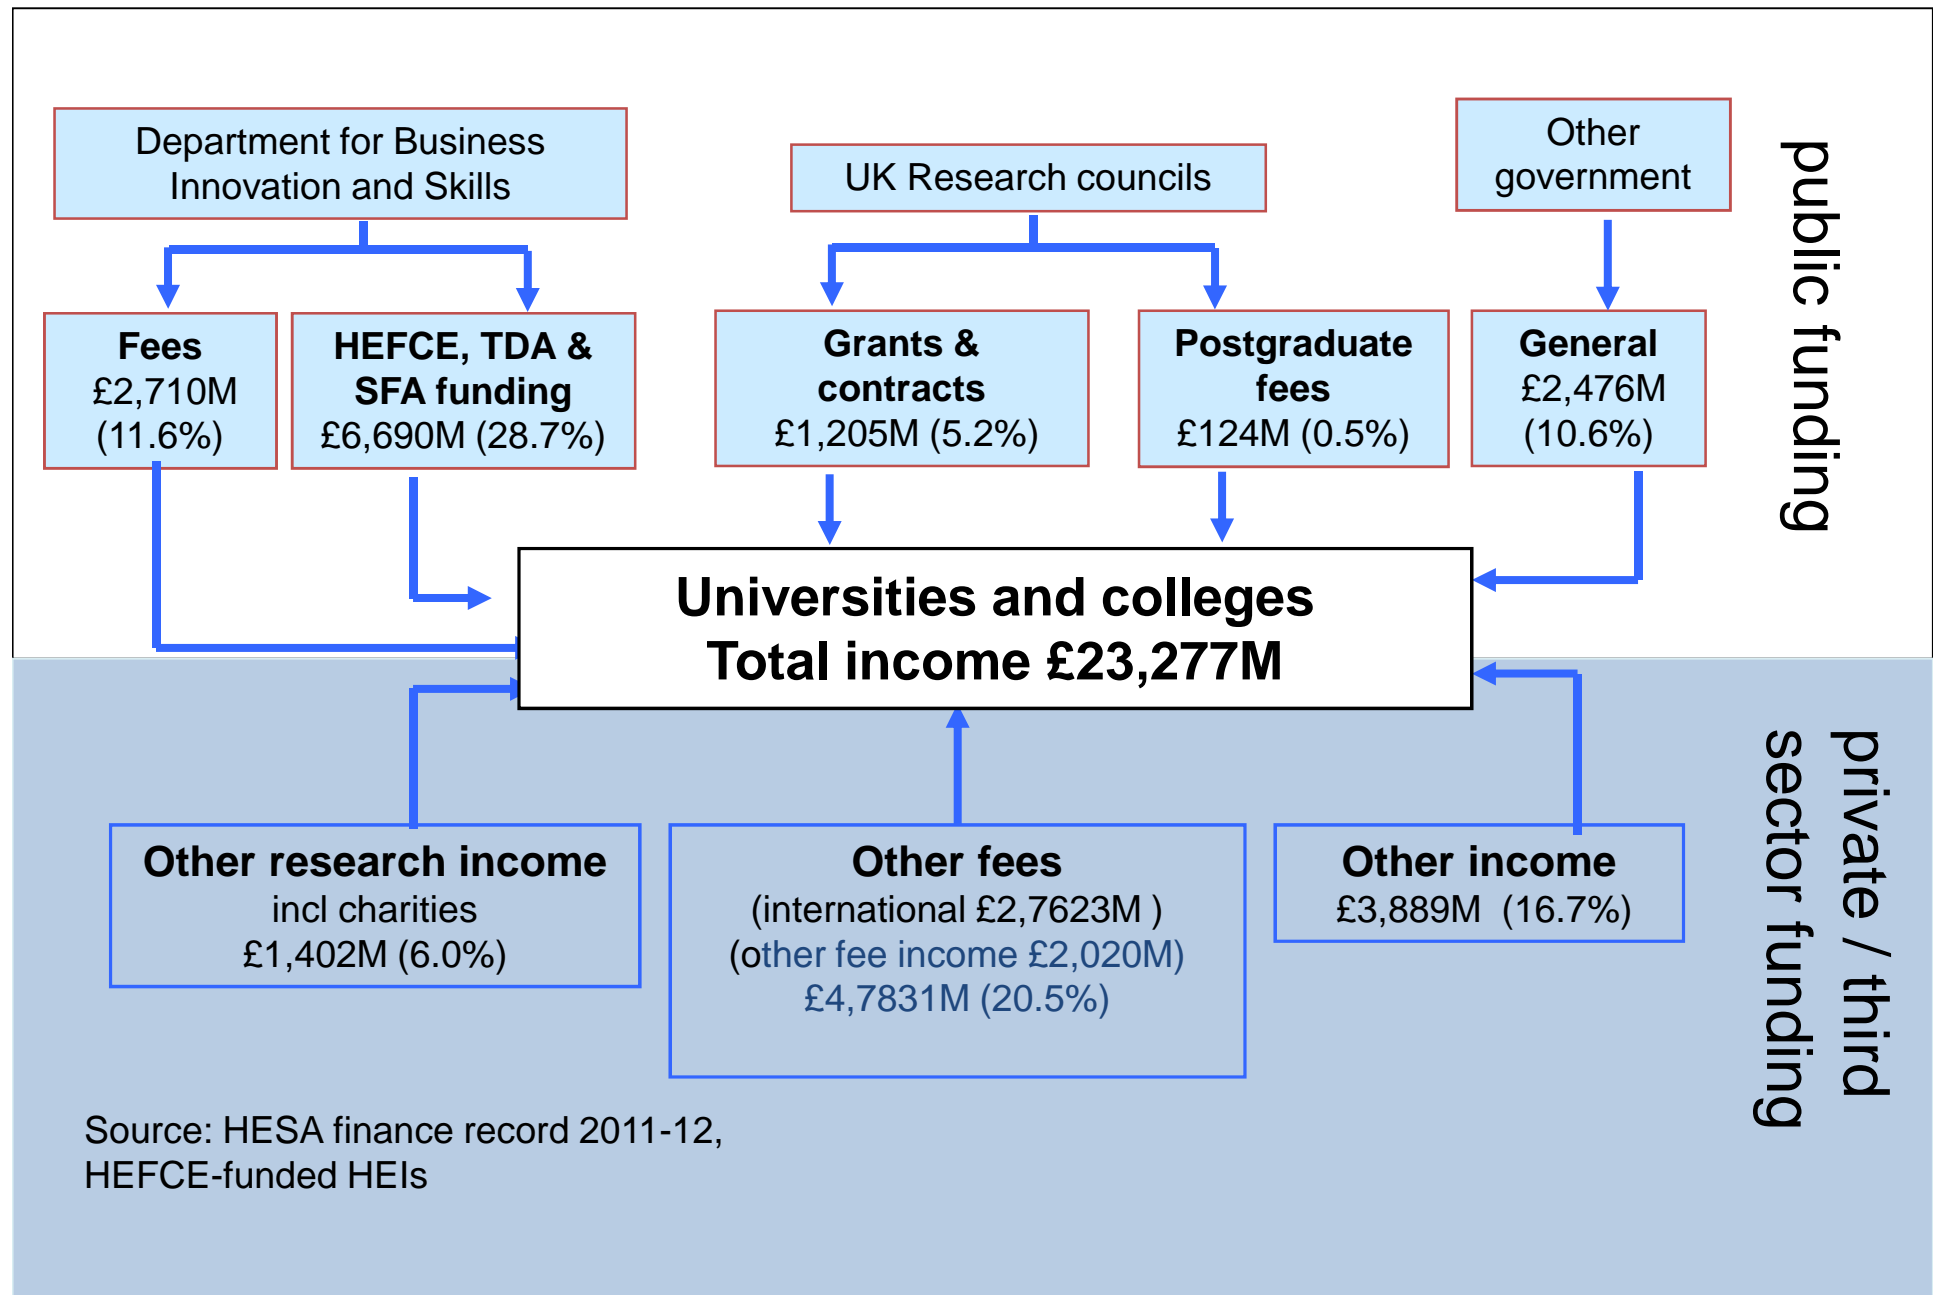 Department for Business
Innovation and Skills
UK Research councils
Other
government
public funding
Fees
£2,710M
(11.6%)
HEFCE, TDA &
SFA funding
£6,690M (28.7%)
Grants &
contracts
£1,205M (5.2%)
Postgraduate
fees
£124M (0.5%)
General
£2,476M
(10.6%)
Universities and colleges
Total income £23,277M
Other research income
incl charities
£1,402M (6.0%)
Other fees
(international £2,7623M )
(other fee income £2,020M)
£4,7831M (20.5%)
Other income
£3,889M (16.7%)
private / third
sector funding
Source: HESA finance record 2011-12,
HEFCE-funded HEIs